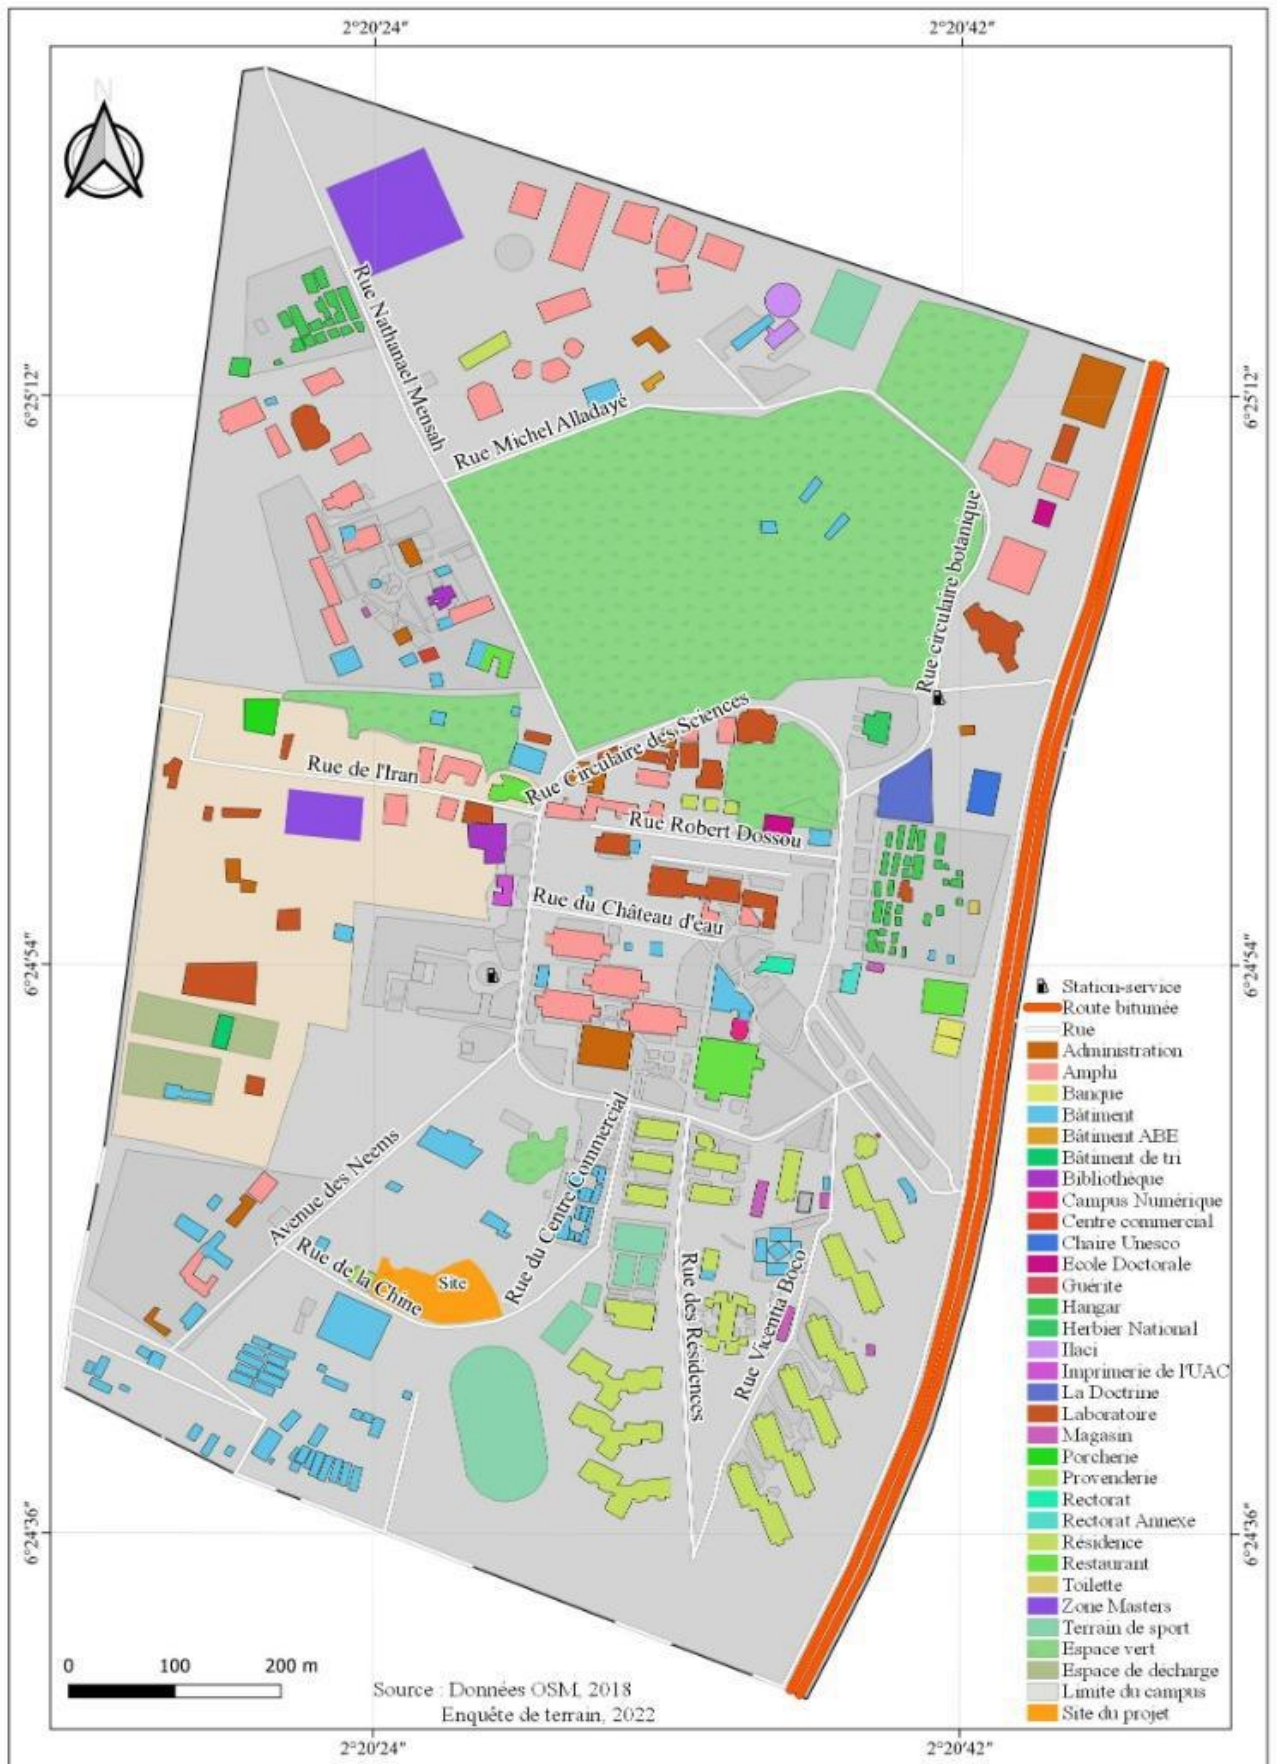 2°20'24" 2°20'42"
N
6°25'12" 6°25'12"
Rue Nathanael Mensah
Rue Michel Alladayé
Rue circulaire botanique
Rue Circulaire des Sciences
Rue de l'Iran
Rue Robert Dossou
Rue du Château d'eau
6°24'54" 6°24'54"
Avenue des Neems
Rue du Centre Commercial
Rue de la Chine
Site
Rue des Résidences
Rue Vicentia Boco
6°24'36" 6°24'36"
Station-service
Route bitumée
Rue
Administration
Amphi
Banque
Bâtiment
Bâtiment ABE
Bâtiment de tri
Bibliothèque
Campus Numérique
Centre commercial
Chaire Unesco
Ecole Doctorale
Guérite
Hangar
Herbier National
Ilaci
Imprimerie de l'UAC
La Doctrine
Laboratoire
Magasin
Porcherie
Provenderie
Rectorat
Rectorat Annexe
Résidence
Restaurant
Toilette
Zone Masters
Terrain de sport
Espace vert
Espace de décharge
Limite du campus
Site du projet
0 100 200 m
Source : Données OSM, 2018
Enquête de terrain, 2022
2°20'24" 2°20'42"